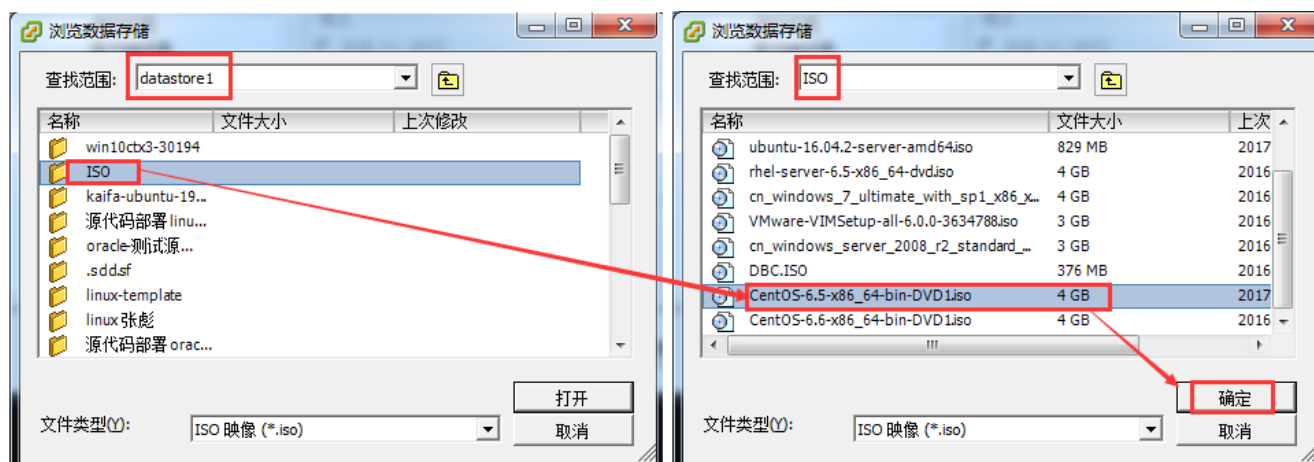 浏览数据存储
查找范围: datastore1
名称 文件大小 上次修改
win10ctx3-30194
ISO
kaifa-ubuntu-19...
源代码部署linu...
oracle-测试源...
.sdd.sf
linux-template
linux张彪
源代码部署orac...
打开
文件类型(Y): ISO 映像 (*.iso) 取消
浏览数据存储
查找范围: ISO
名称 文件大小 上次
ubuntu-16.04.2-server-amd64.iso 829 MB 2017
rhel-server-6.5-x86_64-dvd.iso 4 GB 2016
cn_windows_7_ultimate_with_sp1_x86_x... 4 GB 2016
VMware-VIMSetup-all-6.0.0-3634788.iso 3 GB 2016
cn_windows_server_2008_r2_standard_... 3 GB 2016
DBC.ISO 376 MB 2016
CentOS-6.5-x86_64-bin-DVD1.iso 4 GB 2017
CentOS-6.6-x86_64-bin-DVD1.iso 4 GB 2016
确定
文件类型(Y): ISO 映像 (*.iso) 取消